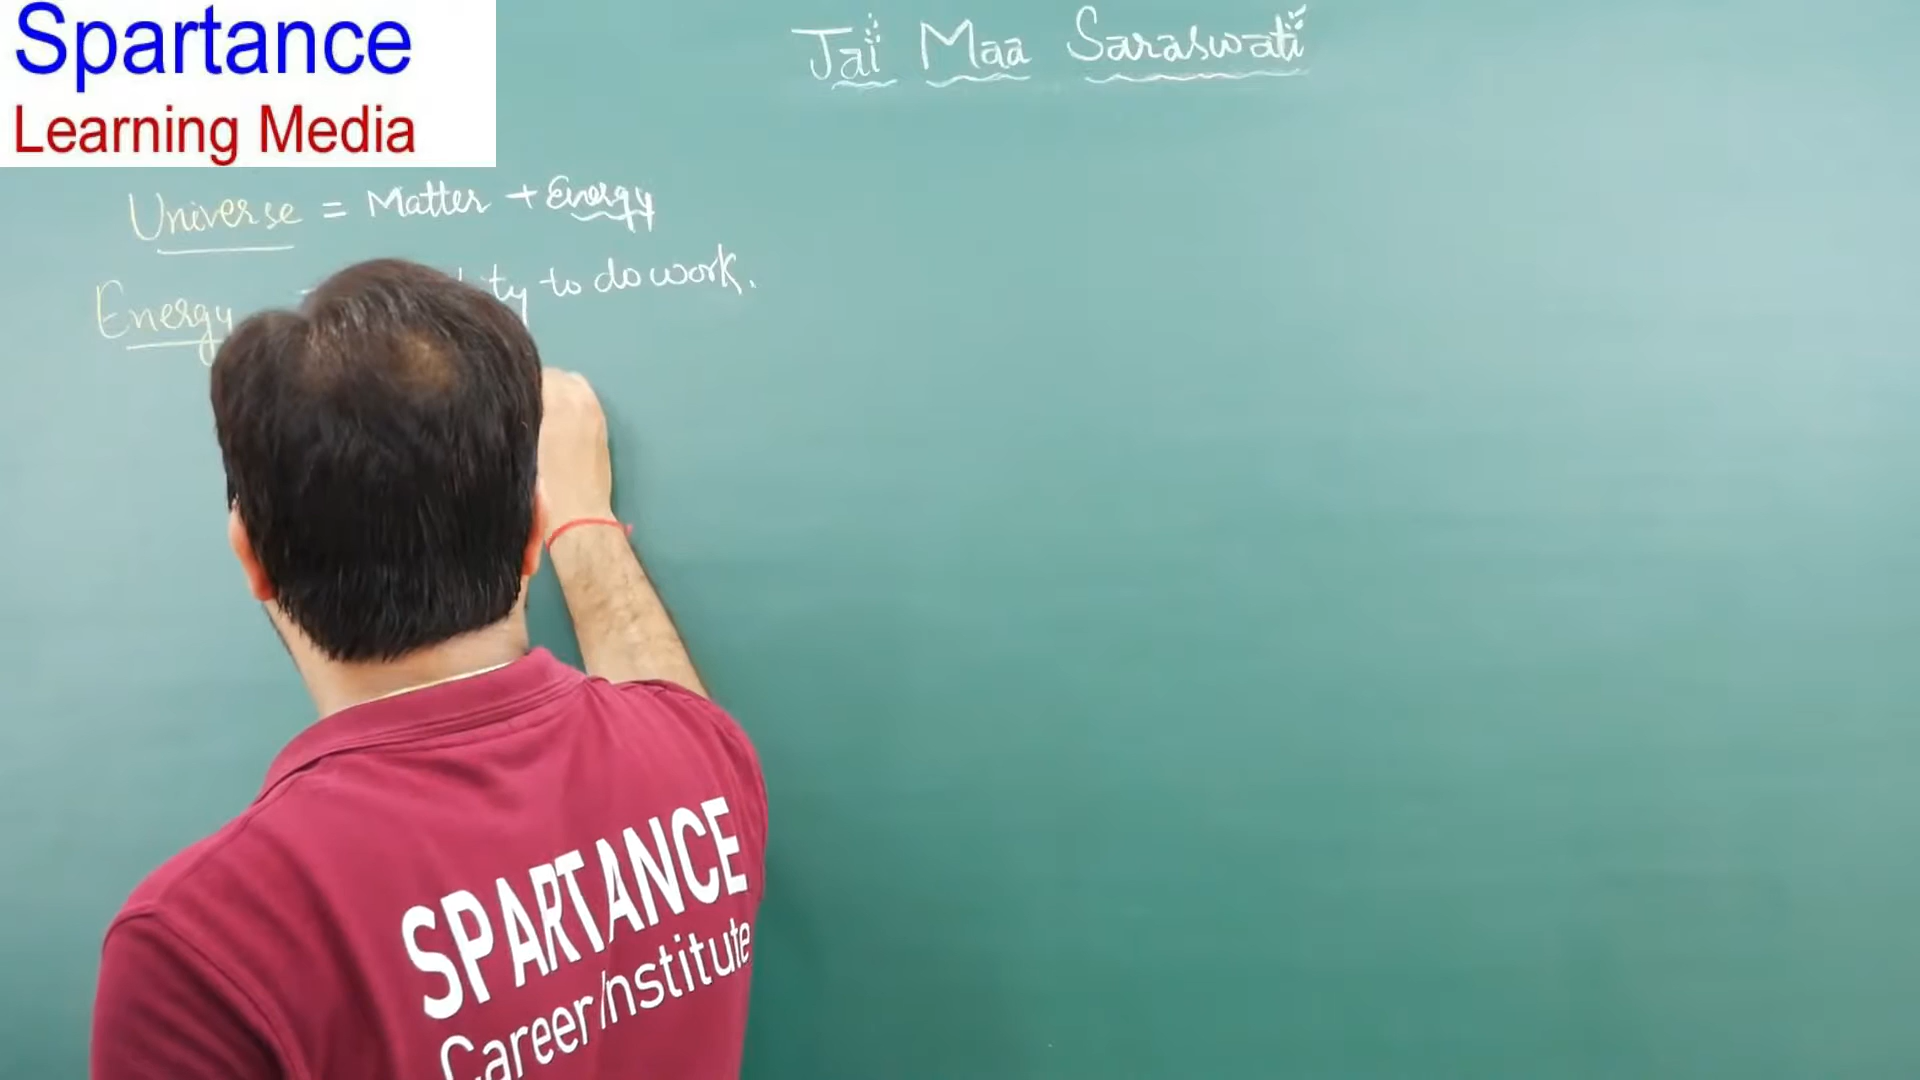 Spartance
Learning Media
Jai Maa Saraswati
Universe = Matter + Energy
Energy to do work.
SPARTANCE
Career Institute